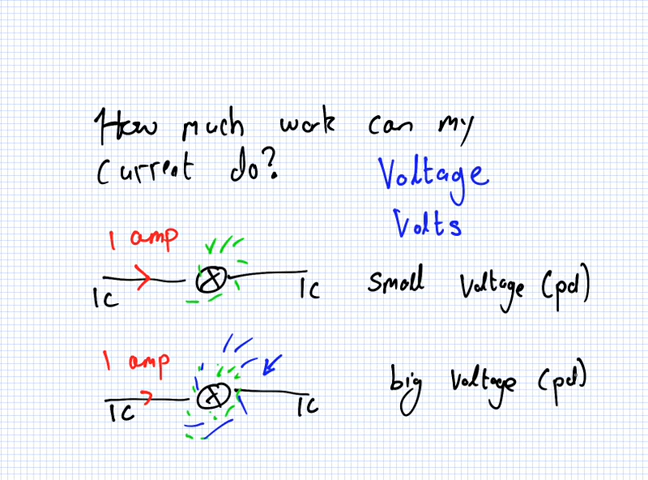 How much work can my
current do?
Voltage
Volts
1 amp
1C
1C
small voltage (pd)
1 amp
1C
1C
big voltage (pd)